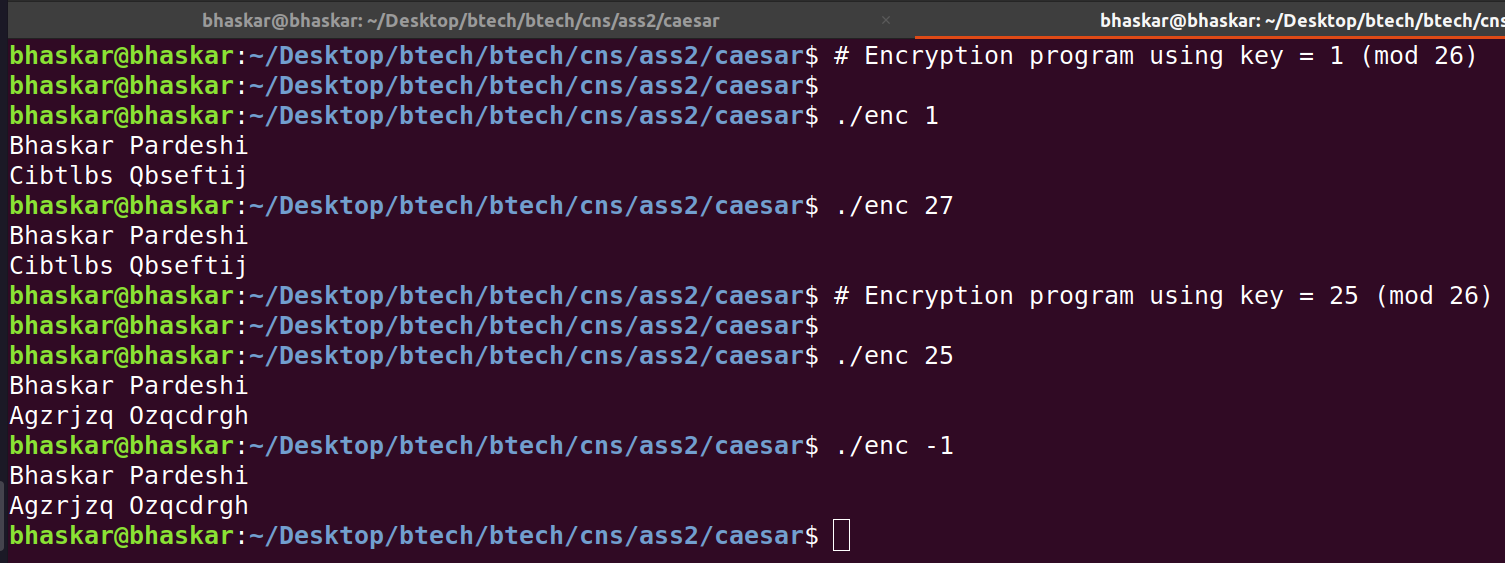 bhaskar@bhaskar: ~/Desktop/btech/btech/cns/ass2/caesar × bhaskar@bhaskar: ~/Desktop/btech/btech/cns
bhaskar@bhaskar:~/Desktop/btech/btech/cns/ass2/caesar$ # Encryption program using key = 1 (mod 26)
bhaskar@bhaskar:~/Desktop/btech/btech/cns/ass2/caesar$
bhaskar@bhaskar:~/Desktop/btech/btech/cns/ass2/caesar$ ./enc 1
Bhaskar Pardeshi
Cibtlbs Qbseftij
bhaskar@bhaskar:~/Desktop/btech/btech/cns/ass2/caesar$ ./enc 27
Bhaskar Pardeshi
Cibtlbs Qbseftij
bhaskar@bhaskar:~/Desktop/btech/btech/cns/ass2/caesar$ # Encryption program using key = 25 (mod 26)
bhaskar@bhaskar:~/Desktop/btech/btech/cns/ass2/caesar$
bhaskar@bhaskar:~/Desktop/btech/btech/cns/ass2/caesar$ ./enc 25
Bhaskar Pardeshi
Agzrjzq Ozqcdrgh
bhaskar@bhaskar:~/Desktop/btech/btech/cns/ass2/caesar$ ./enc -1
Bhaskar Pardeshi
Agzrjzq Ozqcdrgh
bhaskar@bhaskar:~/Desktop/btech/btech/cns/ass2/caesar$